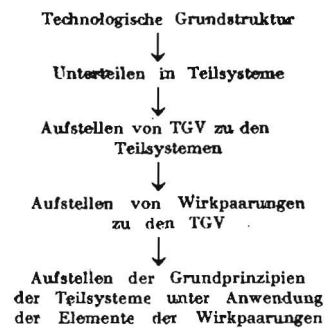 Technologische Grundstruktur
Unterteilen in Teilsysteme
Aufstellen von TGV zu den
Teilsystemen
Aufstellen von Wirkpaarungen
zu den TGV
Aufstellen der Grundprinzipien
der Teilsysteme unter Anwendung
der Elemente der Wirkpaarungen